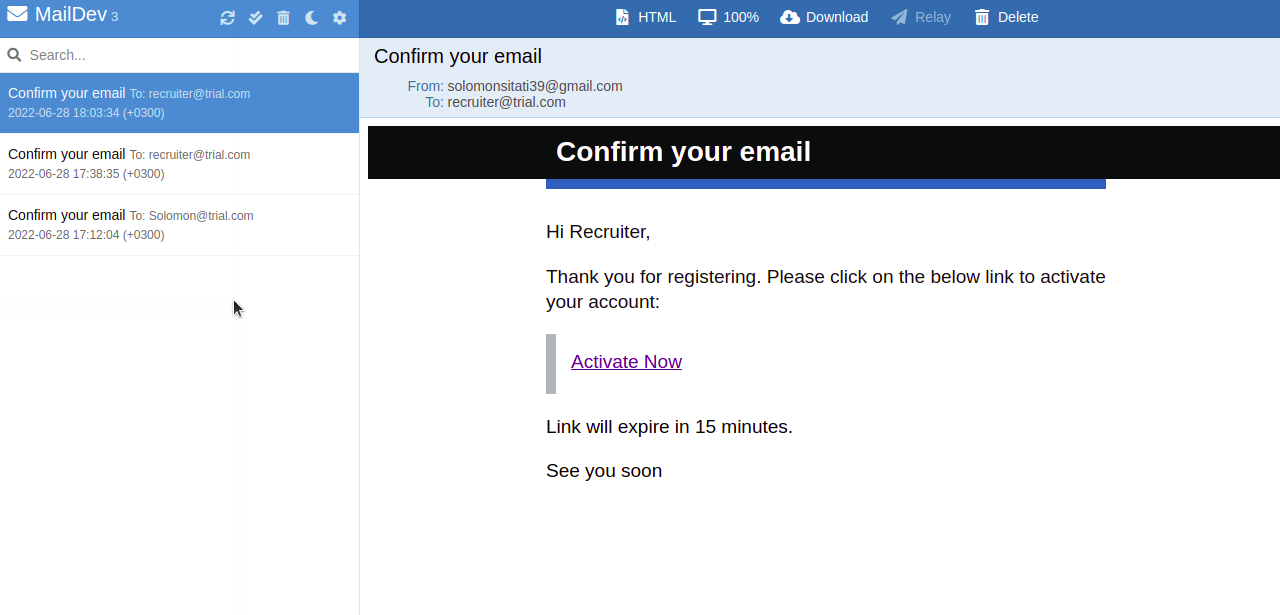 MailDev 3
HTML 100% Download Relay Delete
Search...
Confirm your email To: recruiter@trial.com
2022-06-28 18:03:34 (+0300)
Confirm your email To: recruiter@trial.com
2022-06-28 17:38:35 (+0300)
Confirm your email To: Solomon@trial.com
2022-06-28 17:12:04 (+0300)
Confirm your email
From: solomonsitati39@gmail.com
To: recruiter@trial.com
Confirm your email
Hi Recruiter,
Thank you for registering. Please click on the below link to activate
your account:
Activate Now
Link will expire in 15 minutes.
See you soon